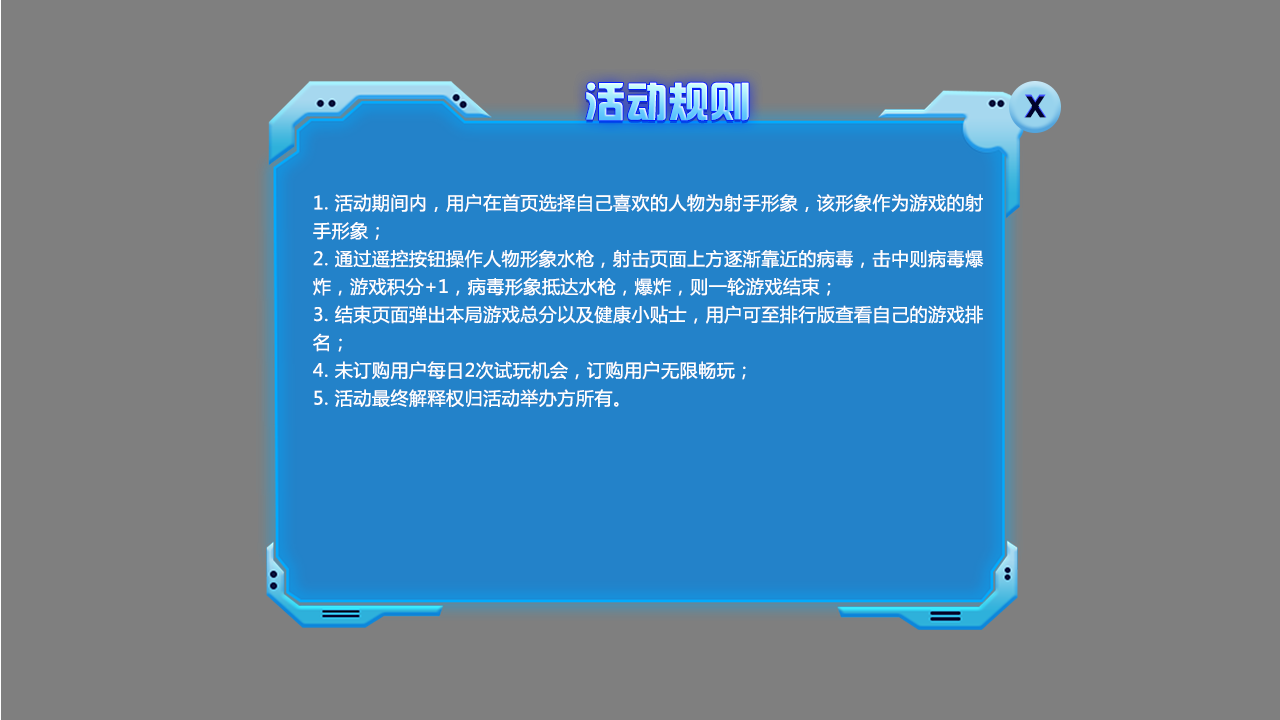 活动规则
X
1. 活动期间内，用户在首页选择自己喜欢的人物为射手形象，该形象作为游戏的射
手形象；
2. 通过遥控按钮操作人物形象水枪，射击页面上方逐渐靠近的病毒，击中则病毒爆
炸，游戏积分+1，病毒形象抵达水枪，爆炸，则一轮游戏结束；
3. 结束页面弹出本局游戏总分以及健康小贴士，用户可至排行版查看自己的游戏排
名；
4. 未订购用户每日2次试玩机会，订购用户无限畅玩；
5. 活动最终解释权归活动举办方所有。